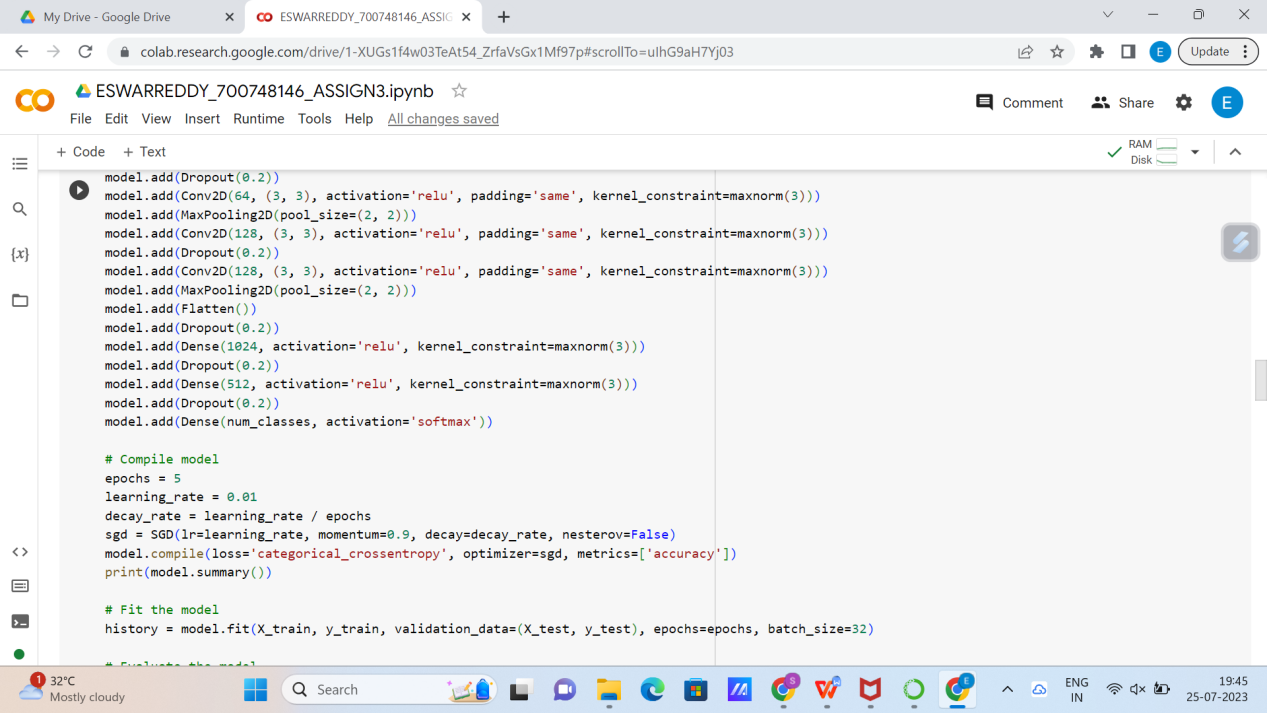 My Drive - Google Drive
ESWARREDDY_700748146_ASSIG
colab.research.google.com/drive/1-XUGs1f4w03TeAt54_ZrfaVsGx1Mf97p#scrollTo=uIhG9aH7Yj03
E
Update
ESWARREDDY_700748146_ASSIGN3.ipynb
Comment
Share
E
File Edit View Insert Runtime Tools Help All changes saved
+ Code + Text
RAM
Disk
model.add(Dropout(0.2))
model.add(Conv2D(64, (3, 3), activation='relu', padding='same', kernel_constraint=maxnorm(3)))
model.add(MaxPooling2D(pool_size=(2, 2)))
model.add(Conv2D(128, (3, 3), activation='relu', padding='same', kernel_constraint=maxnorm(3)))
model.add(Dropout(0.2))
model.add(Conv2D(128, (3, 3), activation='relu', padding='same', kernel_constraint=maxnorm(3)))
model.add(MaxPooling2D(pool_size=(2, 2)))
model.add(Flatten())
model.add(Dropout(0.2))
model.add(Dense(1024, activation='relu', kernel_constraint=maxnorm(3)))
model.add(Dropout(0.2))
model.add(Dense(512, activation='relu', kernel_constraint=maxnorm(3)))
model.add(Dropout(0.2))
model.add(Dense(num_classes, activation='softmax'))
# Compile model
epochs = 5
learning_rate = 0.01
decay_rate = learning_rate / epochs
sgd = SGD(lr=learning_rate, momentum=0.9, decay=decay_rate, nesterov=False)
model.compile(loss='categorical_crossentropy', optimizer=sgd, metrics=['accuracy'])
print(model.summary())
# Fit the model
history = model.fit(X_train, y_train, validation_data=(X_test, y_test), epochs=epochs, batch_size=32)
# Evaluate the model
{x}
<>
1
32°C
Mostly cloudy
Search
S
E
ENG
IN
19:45
25-07-2023